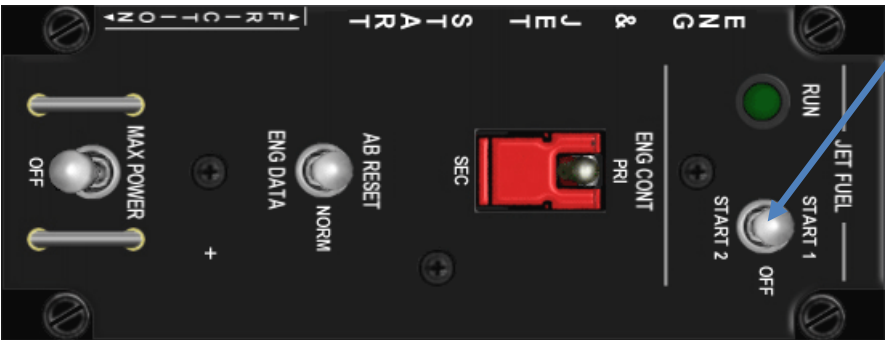 ENG & JET START
◄FRICTION►
RUN
JET FUEL
START 1
OFF
START 2
ENG CONT
PRI
SEC
AB RESET
NORM
ENG DATA
MAX POWER
OFF
+